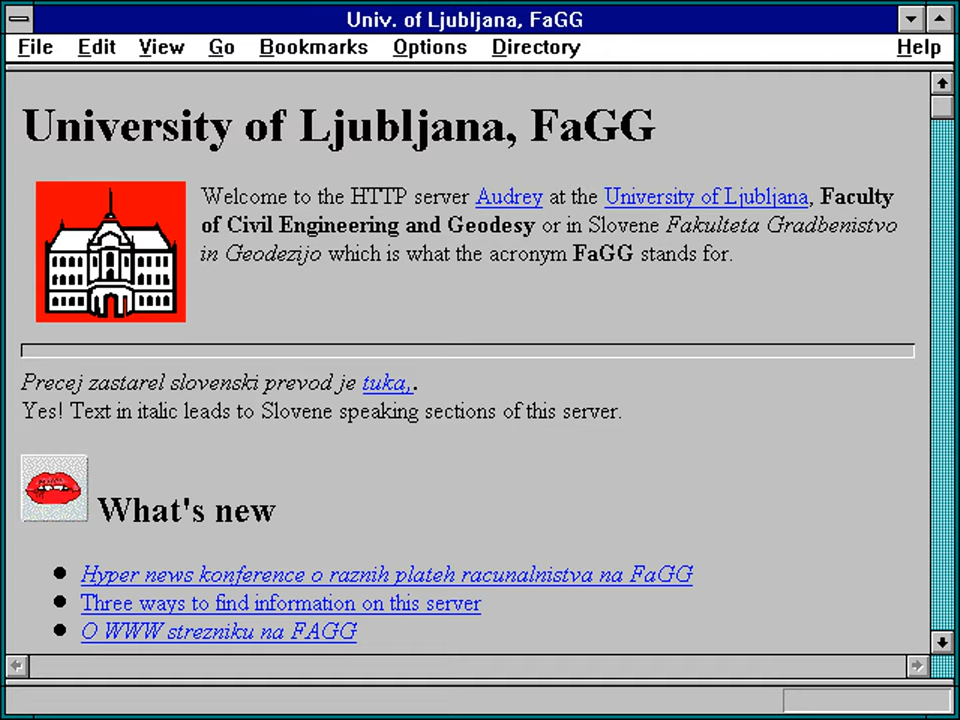 Univ. of Ljubljana, FaGG
File Edit View Go Bookmarks Options Directory Help
University of Ljubljana, FaGG
Welcome to the HTTP server Audrey at the University of Ljubljana, Faculty
of Civil Engineering and Geodesy or in Slovene Fakulteta Gradbenistvo
in Geodezijo which is what the acronym FaGG stands for.
Precej zastarel slovenski prevod je tukaj.
Yes! Text in italic leads to Slovene speaking sections of this server.
What's new
Hyper news konference o raznih plateh racunalnistva na FaGG
Three ways to find information on this server
O WWW strezniku na FAGG